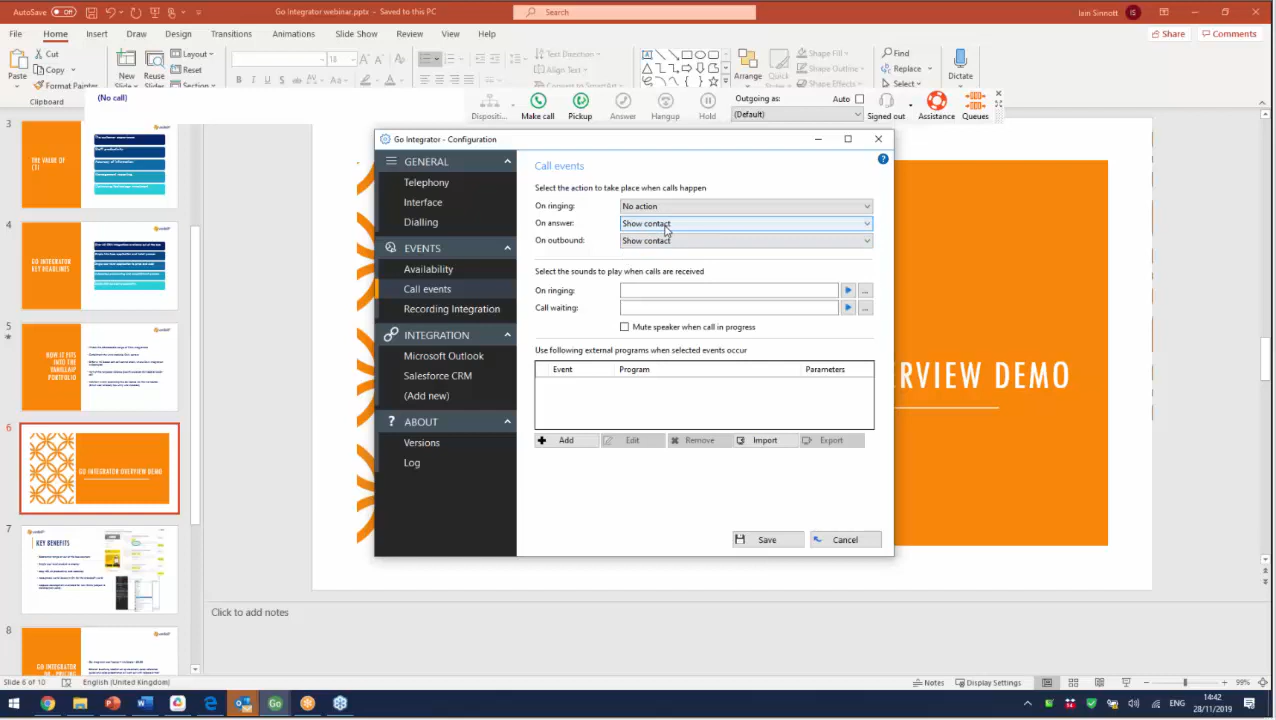 AutoSave Off
Go Integrator webinar.pptx - Saved to this PC
Search
Iain Sinnott
IS
File Home Insert Draw Design Transitions Animations Slide Show Review View Help
Share Comments
Paste
Cut
Copy
Format Painter
Clipboard
New
Reuse
Layout
Reset
Section
18
Text Direction
Align Text
Arrange
Quick
Shape Fill
Shape Outline
Shape Effects
Find
Replace
Select
Dictate
(No call)
Dispositi... Make call Pickup Answer Hangup Hold
Outgoing as: Auto
(Default)
Signed out Assistance Queues
3
THE VALUE OF
CTI
4
GO INTEGRATOR
KEY HEADLINES
5
HOW IT FITS
INTO THE
PORTFOLIO
6
GO INTEGRATOR OVERVIEW DEMO
7
KEY BENEFITS
8
GO INTEGRATOR
Go Integrator - Configuration
GENERAL
Telephony
Interface
Dialling
EVENTS
Availability
Call events
Recording Integration
INTEGRATION
Microsoft Outlook
Salesforce CRM
(Add new)
ABOUT
Versions
Log
Call events
Select the action to take place when calls happen
On ringing: No action
On answer: Show contact
On outbound: Show contact
Select the sounds to play when calls are received
On ringing: ...
Call waiting: ...
Mute speaker when call in progress
Use following external programs when selected events occur
Event Program Parameters
Add Edit Remove Import Export
Save Cancel
RVIEW DEMO
Click to add notes
Slide 6 of 10 English (United Kingdom)
Notes Display Settings 99%
ENG
14:42
28/11/2019